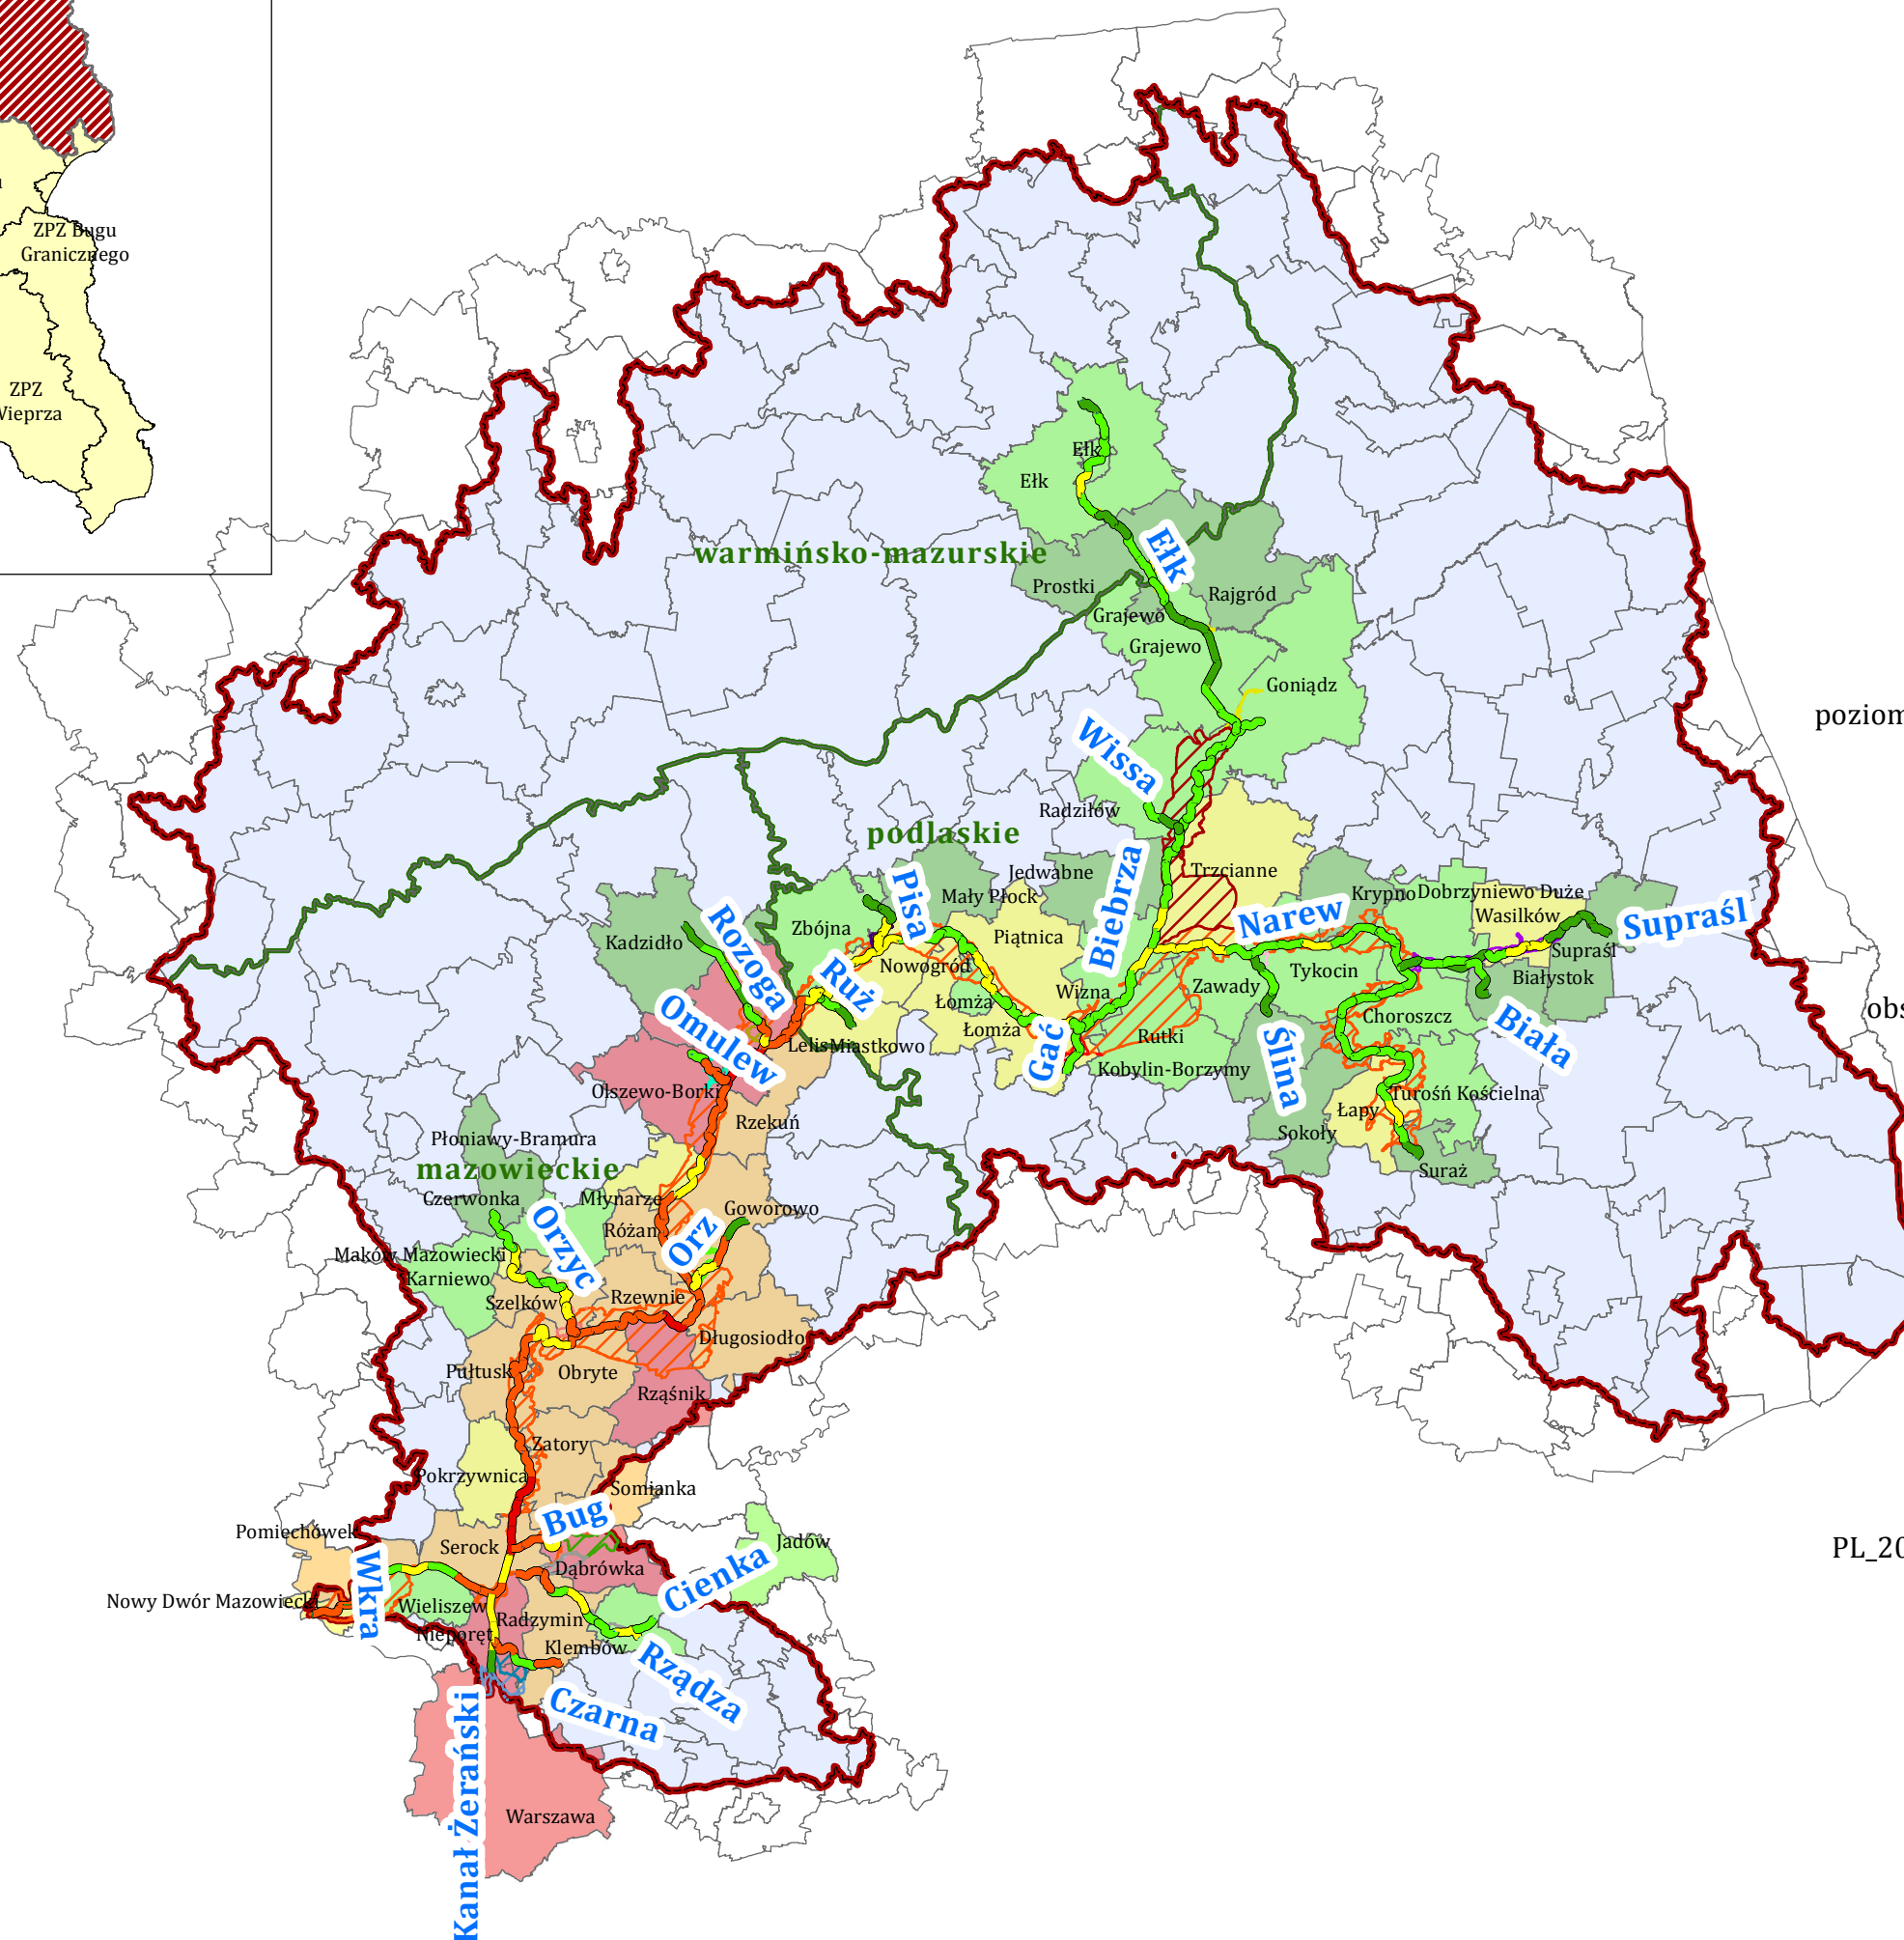 ZPZ Bugu
Granicznego
ZPZ
Wieprza
Ełk
Ełk
Ełk
warmińsko-mazurskie
Prostki
Rajgród
Grajewo
Grajewo
Goniądz
poziom
Wissa
Radziłów
podlaskie
Jedwabne
Trzcianne
Mały Płock
Krypno
Dobrzyniewo Duże
Wasilków
Supraśl
Pisa
Rozoga
Zbójna
Kadzidło
Piątnica
Biebrza
Narew
Supraśl
Nowogród
Białystok
Tykocin
Ruż
Łomża
Wizna
Zawady
Omulew
Choroszcz
obs
Łomża
Gać
Rutki
Biała
Lelis
Miastkowo
Ślina
Kobylin-Borzymy
Olszewo-Borki
Turośń Kościelna
Łapy
Rzekuń
Sokoły
Płoniawy-Bramura
mazowieckie
Suraż
Czerwonka
Młynarze
Goworowo
Różan
Orz
Orzyc
Maków Mazowiecki
Karniewo
Szelków
Rzewnie
Długosiodło
Pułtusk
Obryte
Rząśnik
Zatory
Pokrzywnica
Somianka
Bug
Pomiechówek
Serock
Jadów
PL_20
Dąbrówka
Cienka
Wkra
Nowy Dwór Mazowiecki
Wieliszew
Radzymin
Nieporęt
Klembów
Rządza
Czarna
Kanał Żerański
Warszawa